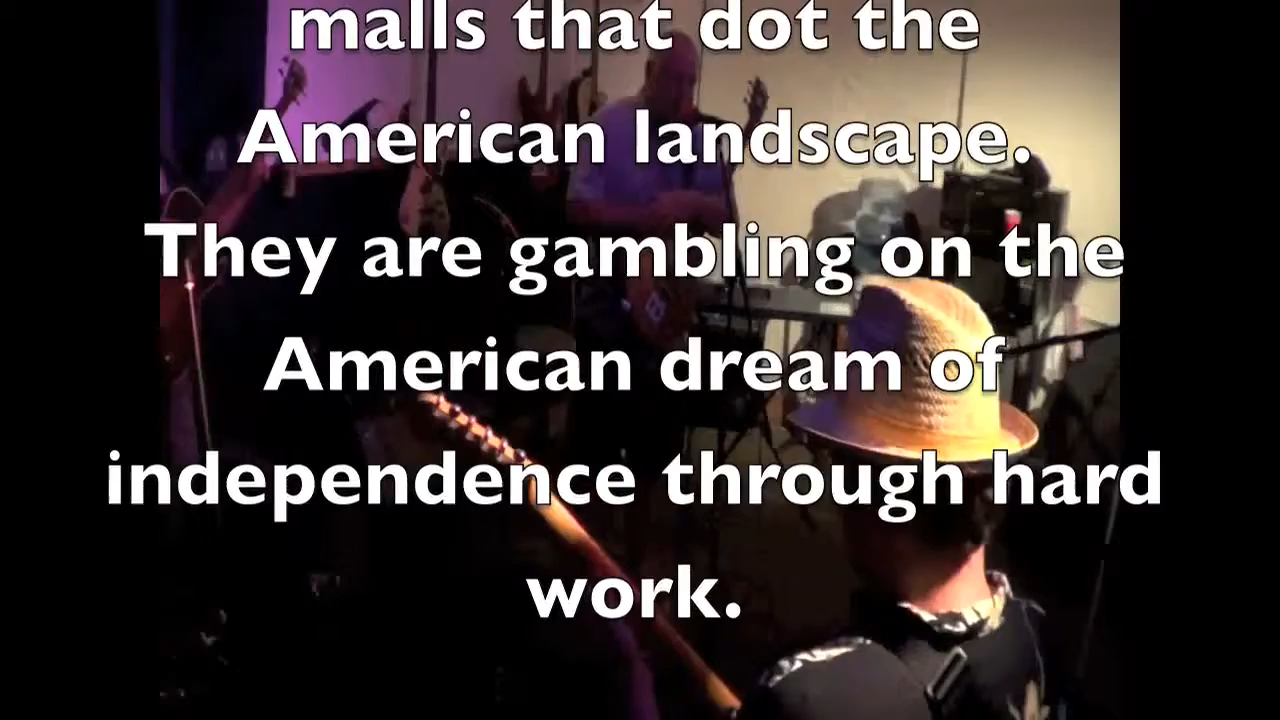 malls that dot the
American landscape.
They are gambling on the
American dream of
independence through hard
work.